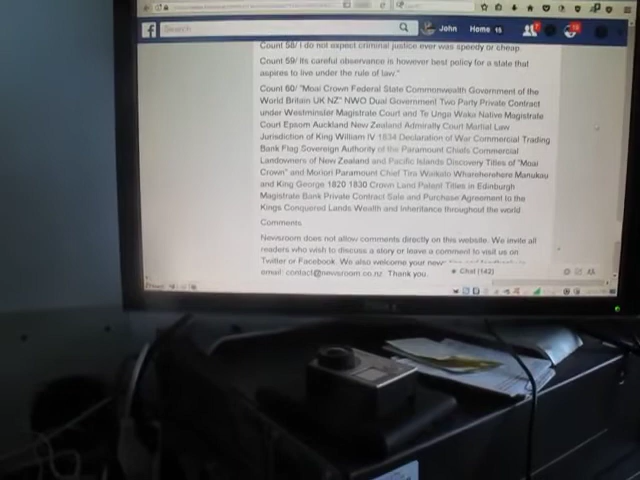 f Search John Home 15
Count 58/ I do not expect criminal justice ever was speedy or cheap.
Count 59/ Its careful observance is however best policy for a state that
aspires to live under the rule of law."
Count 60/ "Moai Crown Federal State Commonwealth Government of the
World Britain UK NZ" NWO Dual Government Two Party Private Contract
under Westminster Magistrate Court and Te Unga Waka Native Magistrate
Court Epsom Auckland New Zealand Admiralty Court Martial Law
Jurisdiction of King William IV 1834 Declaration of War Commercial Trading
Bank Flag Sovereign Authority of the Paramount Chiefs Commercial
Landowners of New Zealand and Pacific Islands Discovery Titles of "Moai
Crown" and Moriori Paramount Chief Tira Waikato Whareherehere Manukau
and King George 1820 1830 Crown Land Patent Titles in Edinburgh
Magistrate Bank Private Contract Sale and Purchase Agreement to the
Kings Conquered Lands Wealth and Inheritance throughout the world
Comments
Newsroom does not allow comments directly on this website. We invite all
readers who wish to discuss a story or leave a comment to visit us on
Twitter or Facebook. We also welcome your news
email: contact@newsroom.co.nz. Thank you.
Chat (142)